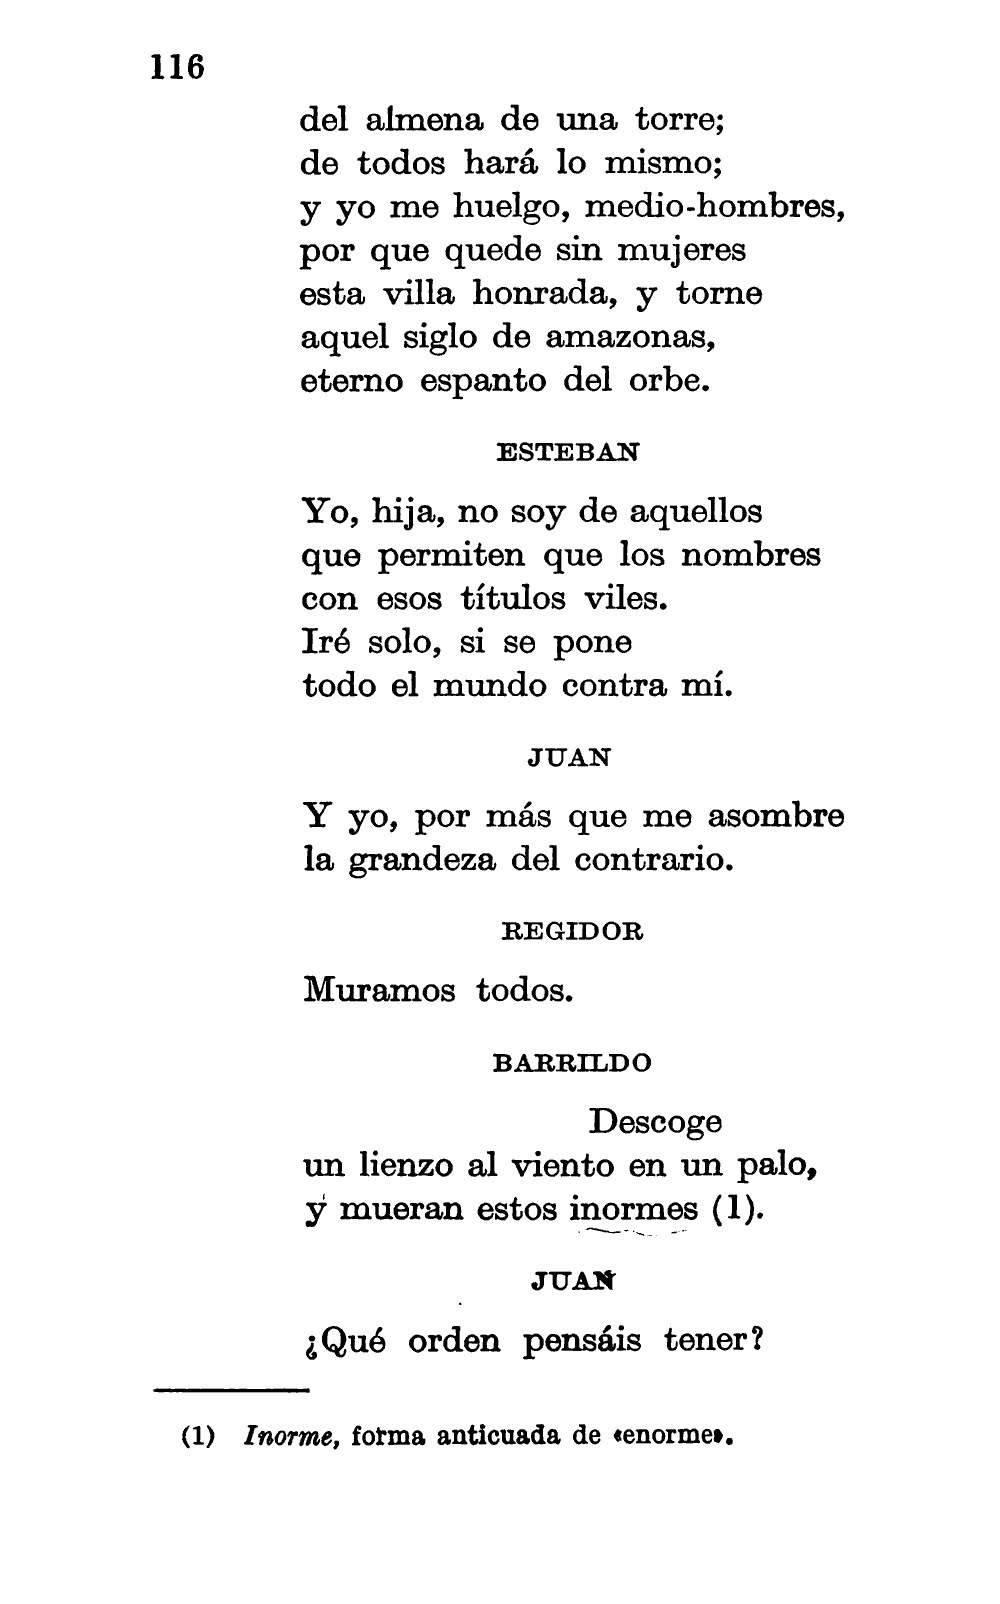 116
del almena de una torre;
de todos hará lo mismo;
y yo me huelgo, medio-hombres,
por que quede sin mujeres
esta villa honrada, y torne
aquel siglo de amazonas,
eterno espanto del orbe.
ESTEBAN
Yo, hija, no soy de aquellos
que permiten que los nombres
con esos títulos viles.
Iré solo, si se pone
todo el mundo contra mí.
JUAN
Y yo, por más que me asombre
la grandeza del contrario.
REGIDOR
Muramos todos.
BARRILDO
Descoge
un lienzo al viento en un palo,
y mueran estos inormes (1).
JUAN
¿Qué orden pensáis tener?
(1) Inorme, forma anticuada de «enorme».